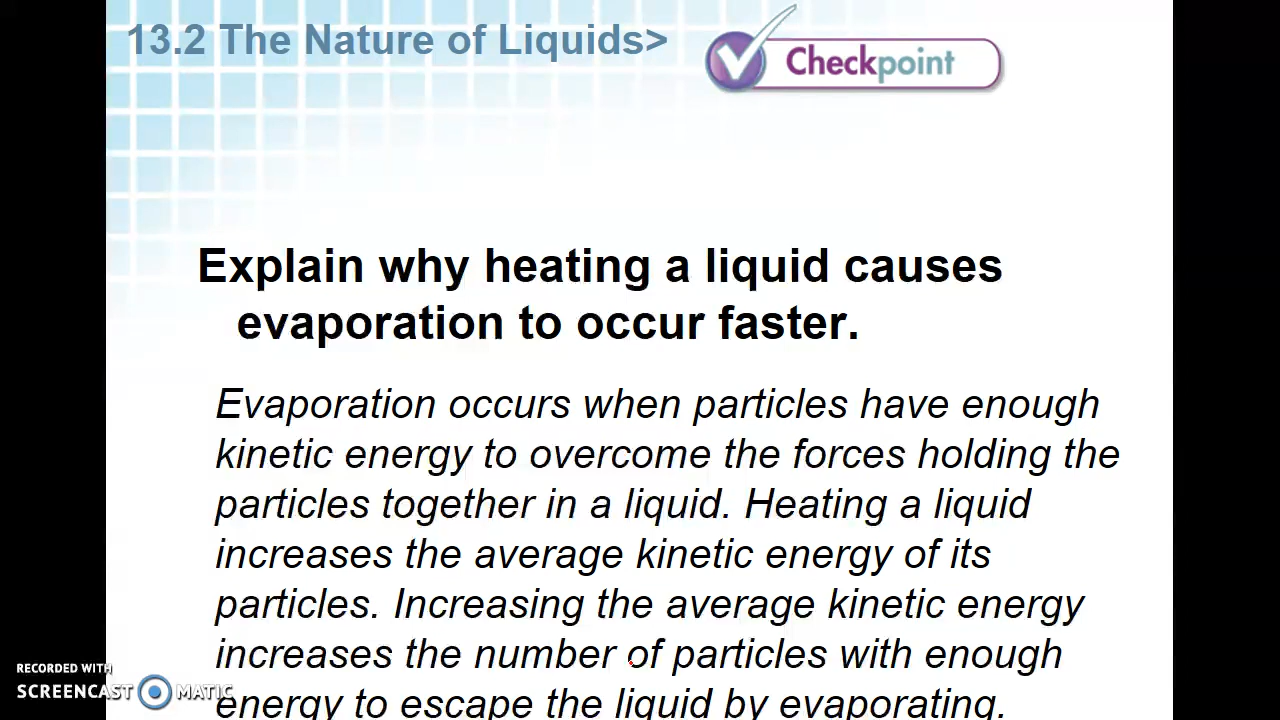 13.2 The Nature of Liquids>
Checkpoint
Explain why heating a liquid causes
evaporation to occur faster.
Evaporation occurs when particles have enough
kinetic energy to overcome the forces holding the
particles together in a liquid. Heating a liquid
increases the average kinetic energy of its
particles. Increasing the average kinetic energy
increases the number of particles with enough
energy to escape the liquid by evaporating.
RECORDED WITH
SCREENCAST MATIC